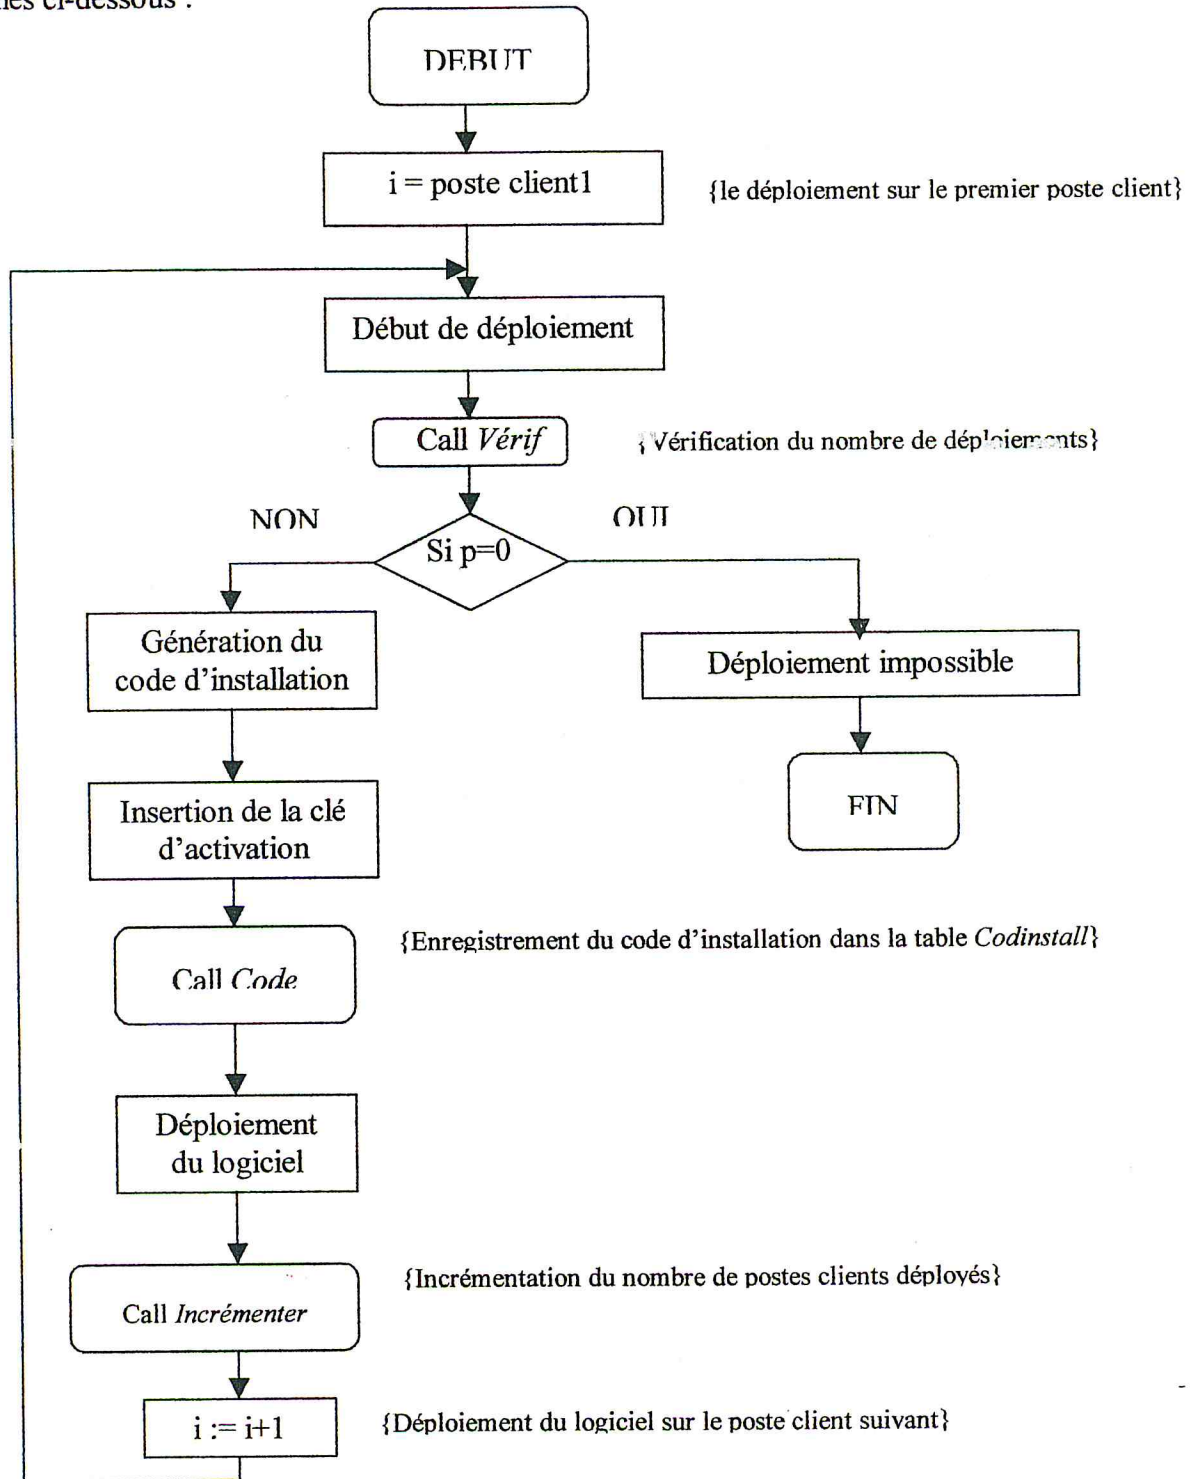 ci-dessous :
DEBUT
i = poste client1
{le déploiement sur le premier poste client}
Début de déploiement
Call Vérif
{Vérification du nombre de déploiements}
NON
OUI
Si p=0
Génération du
code d'installation
Déploiement impossible
Insertion de la clé
d'activation
FIN
{Enregistrement du code d'installation dans la table Codinstall}
Call Code
Déploiement
du logiciel
{Incrémentation du nombre de postes clients déployés}
Call Incrémenter
i := i+1
{Déploiement du logiciel sur le poste client suivant}